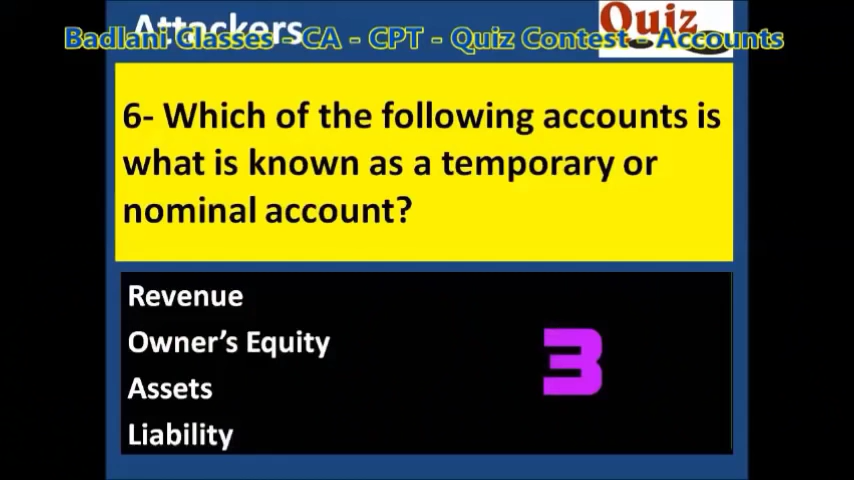 Attackers
Quiz
Badlani Classes - CA - CPT - Quiz Contest - Accounts
6- Which of the following accounts is
what is known as a temporary or
nominal account?
Revenue
Owner's Equity
Assets
Liability
3